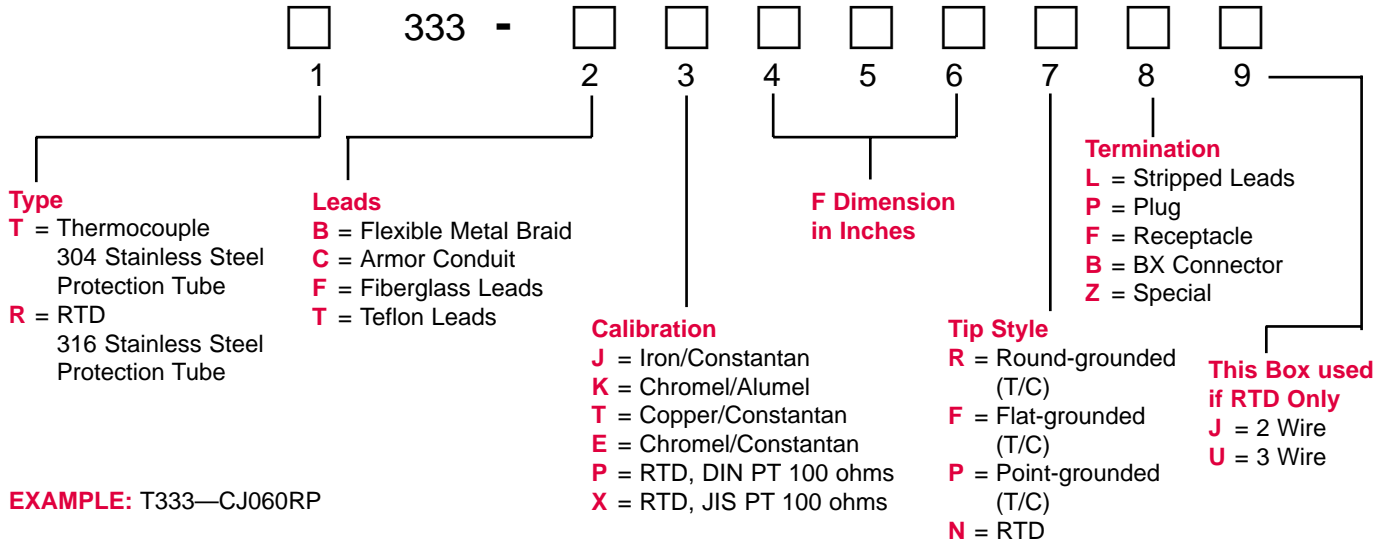 333 -
1 2 3 4 5 6 7 8 9
Type
T = Thermocouple
304 Stainless Steel
Protection Tube
R = RTD
316 Stainless Steel
Protection Tube
Leads
B = Flexible Metal Braid
C = Armor Conduit
F = Fiberglass Leads
T = Teflon Leads
Calibration
J = Iron/Constantan
K = Chromel/Alumel
T = Copper/Constantan
E = Chromel/Constantan
P = RTD, DIN PT 100 ohms
X = RTD, JIS PT 100 ohms
F Dimension
in Inches
Tip Style
R = Round-grounded
(T/C)
F = Flat-grounded
(T/C)
P = Point-grounded
(T/C)
N = RTD
Termination
L = Stripped Leads
P = Plug
F = Receptacle
B = BX Connector
Z = Special
This Box used
if RTD Only
J = 2 Wire
U = 3 Wire
EXAMPLE: T333—CJ060RP